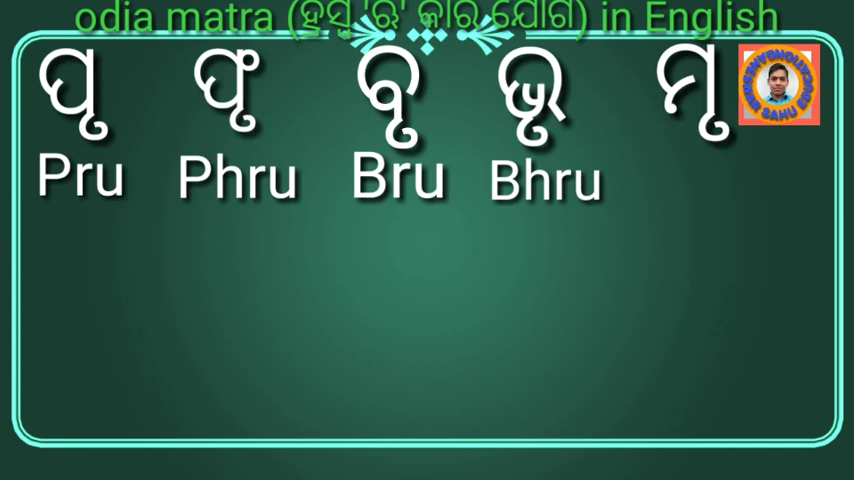 odia matra (ହ୍ରସ୍ୱ 'ଋ' କାର ଯୋଗ) in English
ପୃ ଫୃ ବୃ ଭୃ ମୃ
Pru Phru Bru Bhru